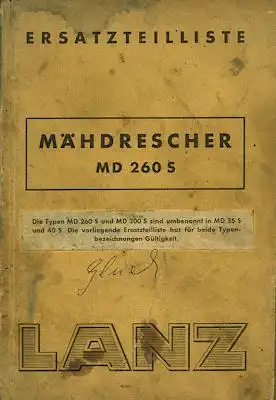 ERSATZTEILLISTE
MÄHDRESCHER
MD 260 S
Die Typen MD 260 S und MD 300 S sind umbenannt in MD 35 S
und 40 S. Die vorliegende Ersatzteilliste hat für beide Typen-
bezeichnungen Gültigkeit.
LANZ